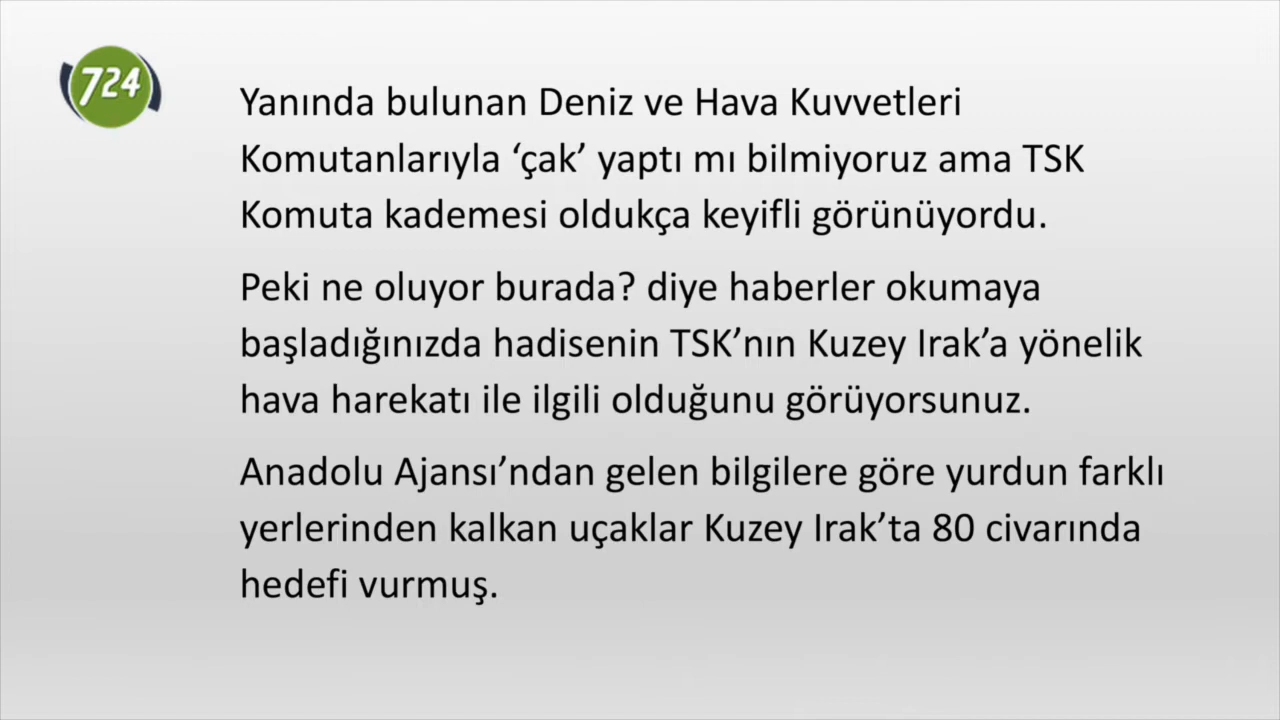 724
Yanında bulunan Deniz ve Hava Kuvvetleri
Komutanlarıyla ‘çak’ yaptı mı bilmiyoruz ama TSK
Komuta kademesi oldukça keyifli görünüyordu.
Peki ne oluyor burada? diye haberler okumaya
başladığınızda hadisenin TSK’nın Kuzey Irak’a yönelik
hava harekatı ile ilgili olduğunu görüyorsunuz.
Anadolu Ajansı’ndan gelen bilgilere göre yurdun farklı
yerlerinden kalkan uçaklar Kuzey Irak’ta 80 civarında
hedefi vurmuş.